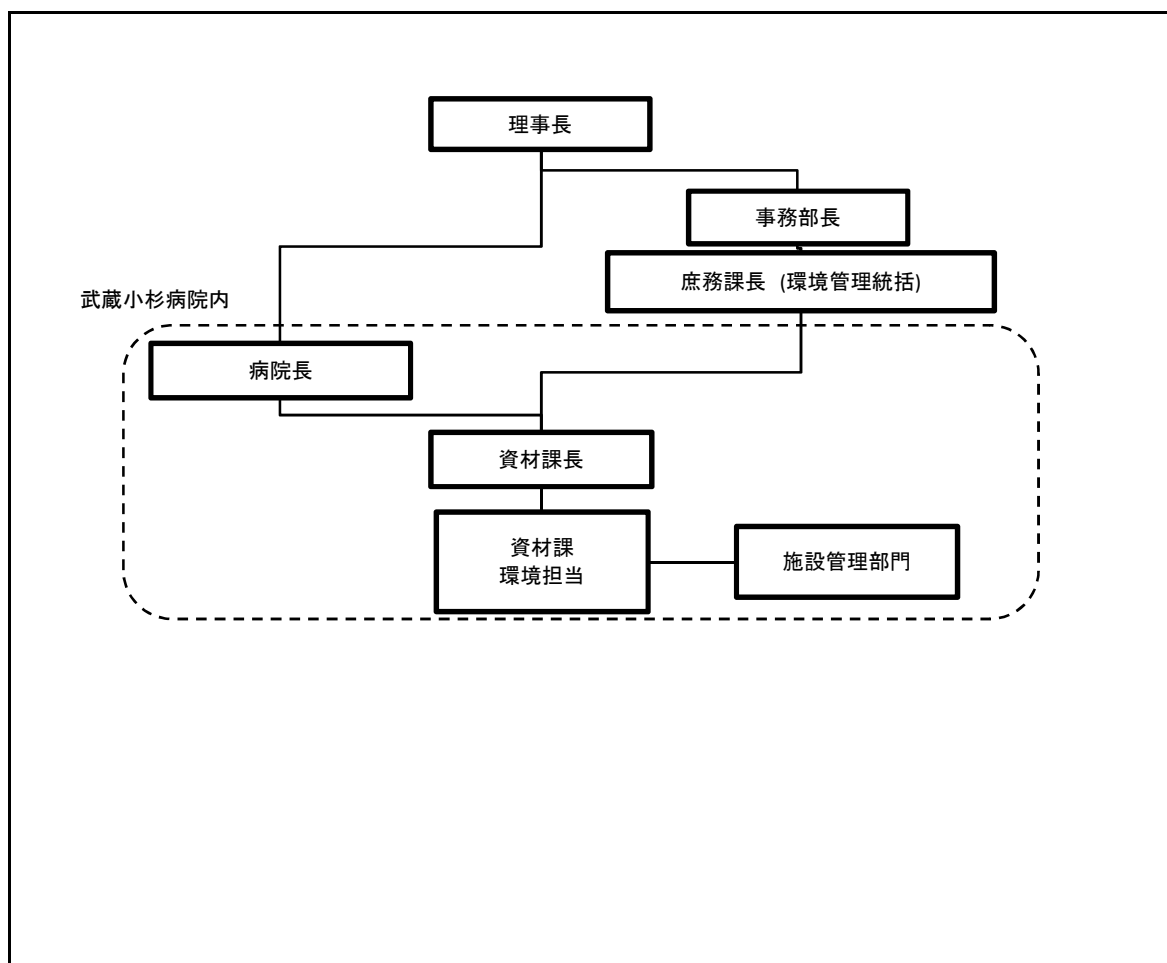 理事長
事務部長
庶務課長 (環境管理統括)
武蔵小杉病院内
病院長
資材課長
資材課
環境担当
施設管理部門